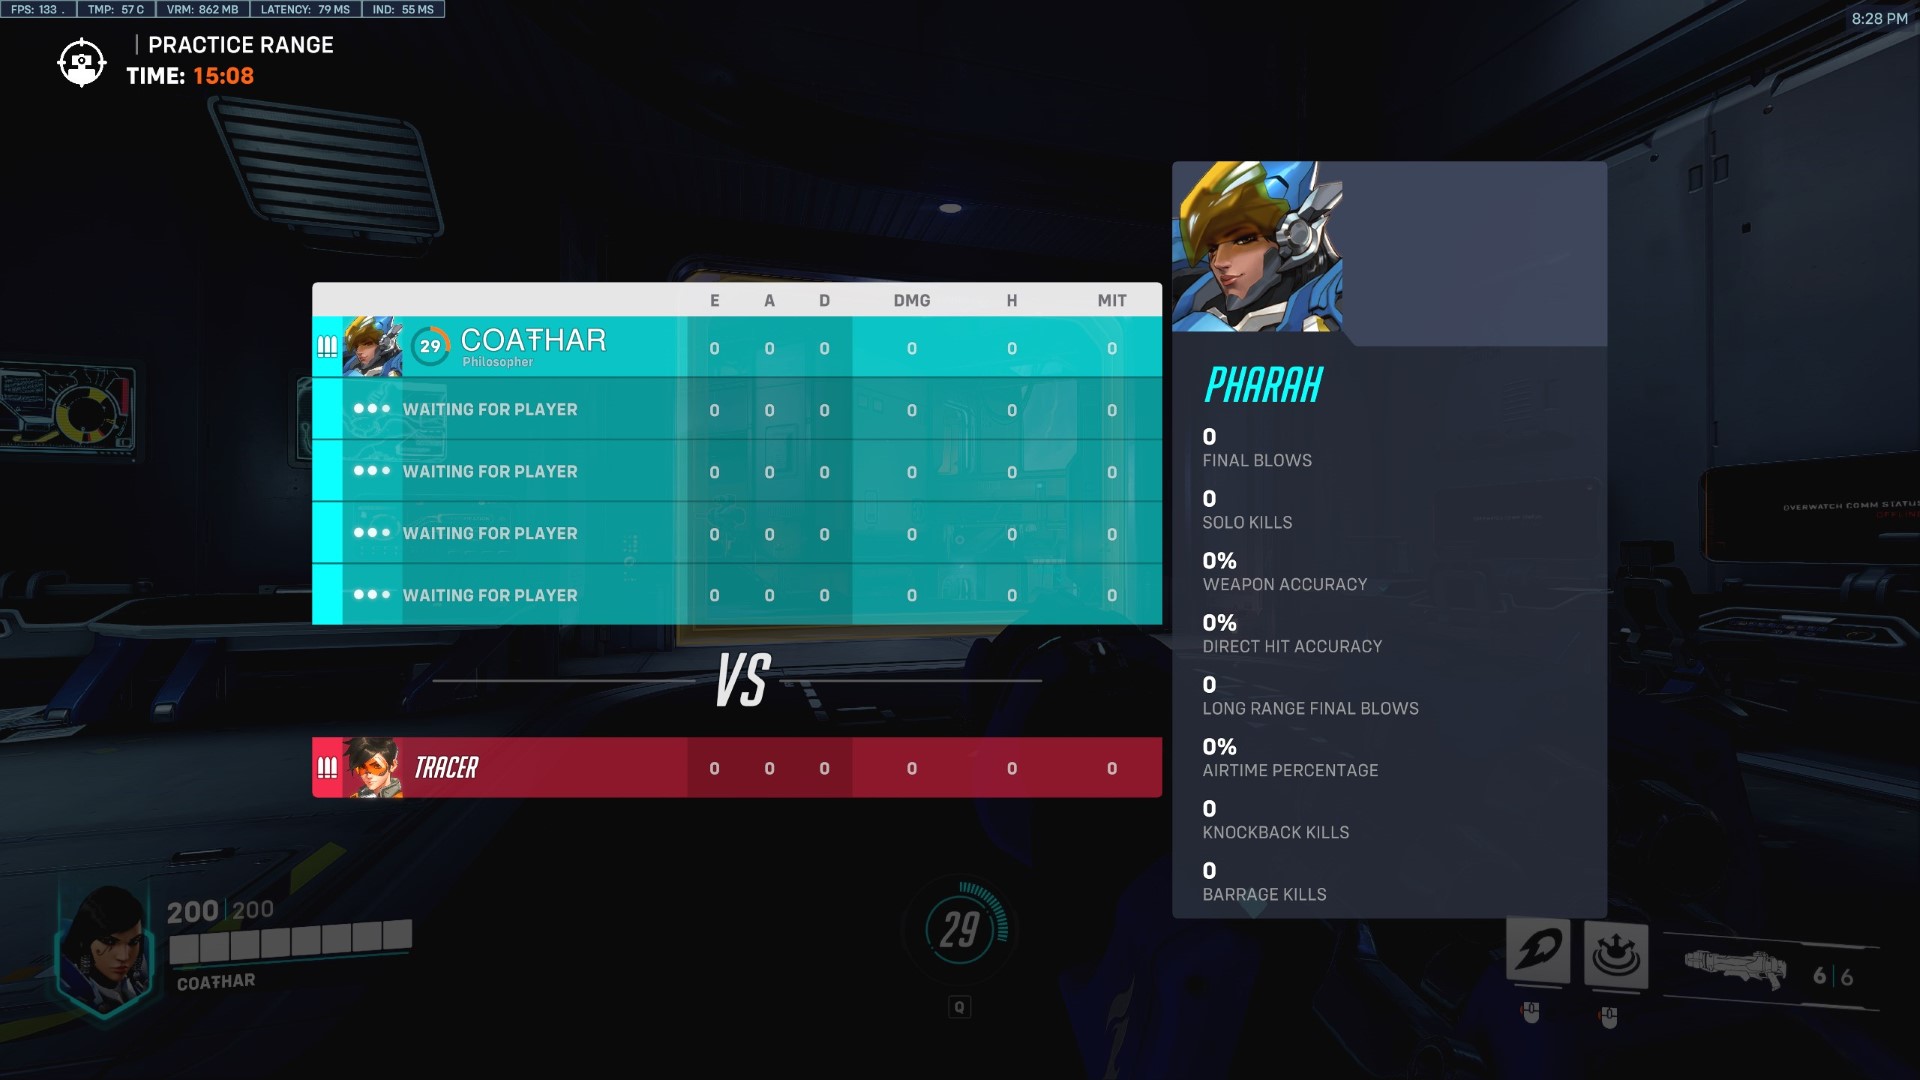 FPS: 133 . TMP: 57 C VRM: 862 MB LATENCY: 79 MS IND: 55 MS
8:28 PM
| PRACTICE RANGE
TIME: 15:08
E A D DMG H MIT
29 COAŦHAR 0 0 0 0 0 0
Philosopher
WAITING FOR PLAYER 0 0 0 0 0 0
WAITING FOR PLAYER 0 0 0 0 0 0
WAITING FOR PLAYER 0 0 0 0 0 0
WAITING FOR PLAYER 0 0 0 0 0 0
VS
TRACER 0 0 0 0 0 0
PHARAH
0
FINAL BLOWS
0
SOLO KILLS
0%
WEAPON ACCURACY
0%
DIRECT HIT ACCURACY
0
LONG RANGE FINAL BLOWS
0%
AIRTIME PERCENTAGE
0
KNOCKBACK KILLS
0
BARRAGE KILLS
OVERWATCH COMM STATUS
OFFLINE
200 | 200
COAŦHAR
29
Q
6 | 6